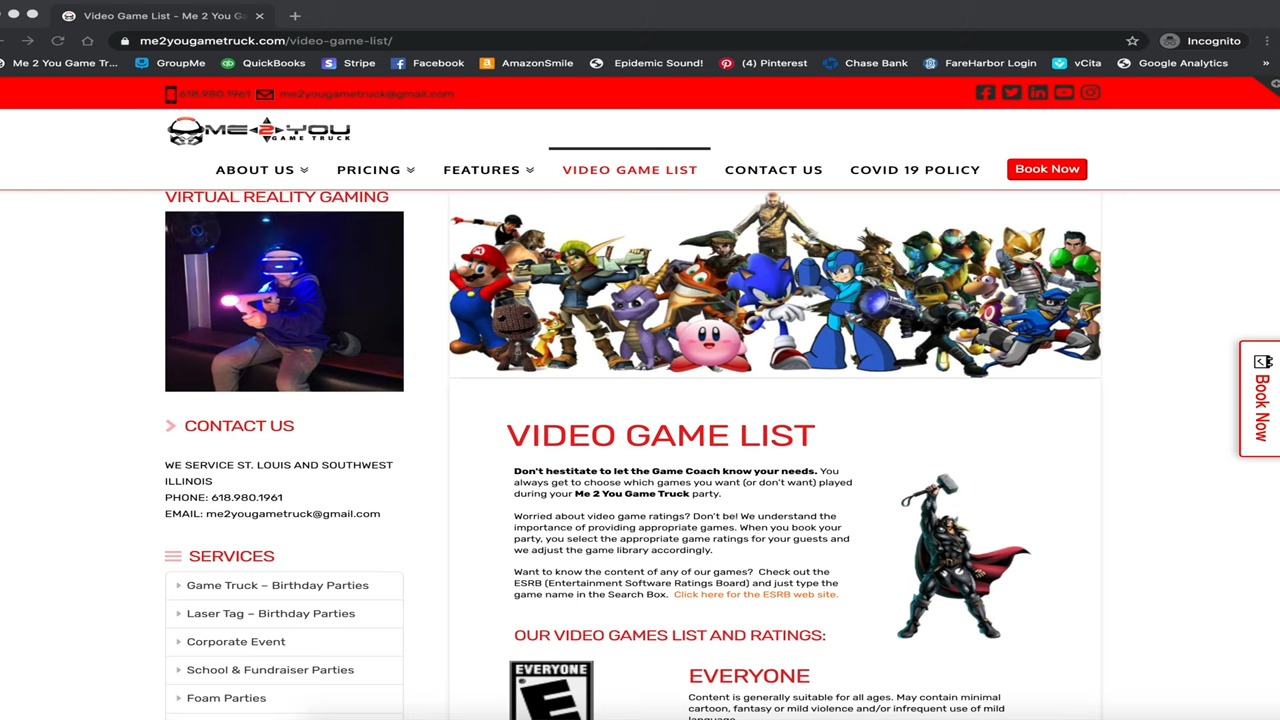 Video Game List - Me 2 You G
me2yougametruck.com/video-game-list/
Incognito
Me 2 You Game Tr...
GroupMe
QuickBooks
Stripe
Facebook
AmazonSmile
Epidemic Sound!
(4) Pinterest
Chase Bank
FareHarbor Login
vCita
Google Analytics
»
618.980.1961 me2yougametruck@gmail.com
ME 2 YOU
GAME TRUCK
ABOUT US
PRICING
FEATURES
VIDEO GAME LIST
CONTACT US
COVID 19 POLICY
Book Now
VIRTUAL REALITY GAMING
CONTACT US
WE SERVICE ST. LOUIS AND SOUTHWEST
ILLINOIS
PHONE: 618.980.1961
EMAIL: me2yougametruck@gmail.com
SERVICES
Game Truck – Birthday Parties
Laser Tag – Birthday Parties
Corporate Event
School & Fundraiser Parties
Foam Parties
VIDEO GAME LIST
Don't hestitate to let the Game Coach know your needs. You
always get to choose which games you want (or don't want) played
during your Me 2 You Game Truck party.
Worried about video game ratings? Don't be! We understand the
importance of providing appropriate games. When you book your
party, you select the appropriate game ratings for your guests and
we adjust the game library accordingly.
Want to know the content of any of our games? Check out the
ESRB (Entertainment Software Ratings Board) and just type the
game name in the Search Box. Click here for the ESRB web site.
OUR VIDEO GAMES LIST AND RATINGS:
EVERYONE
E
EVERYONE
Content is generally suitable for all ages. May contain minimal
cartoon, fantasy or mild violence and/or infrequent use of mild
language.
Book Now